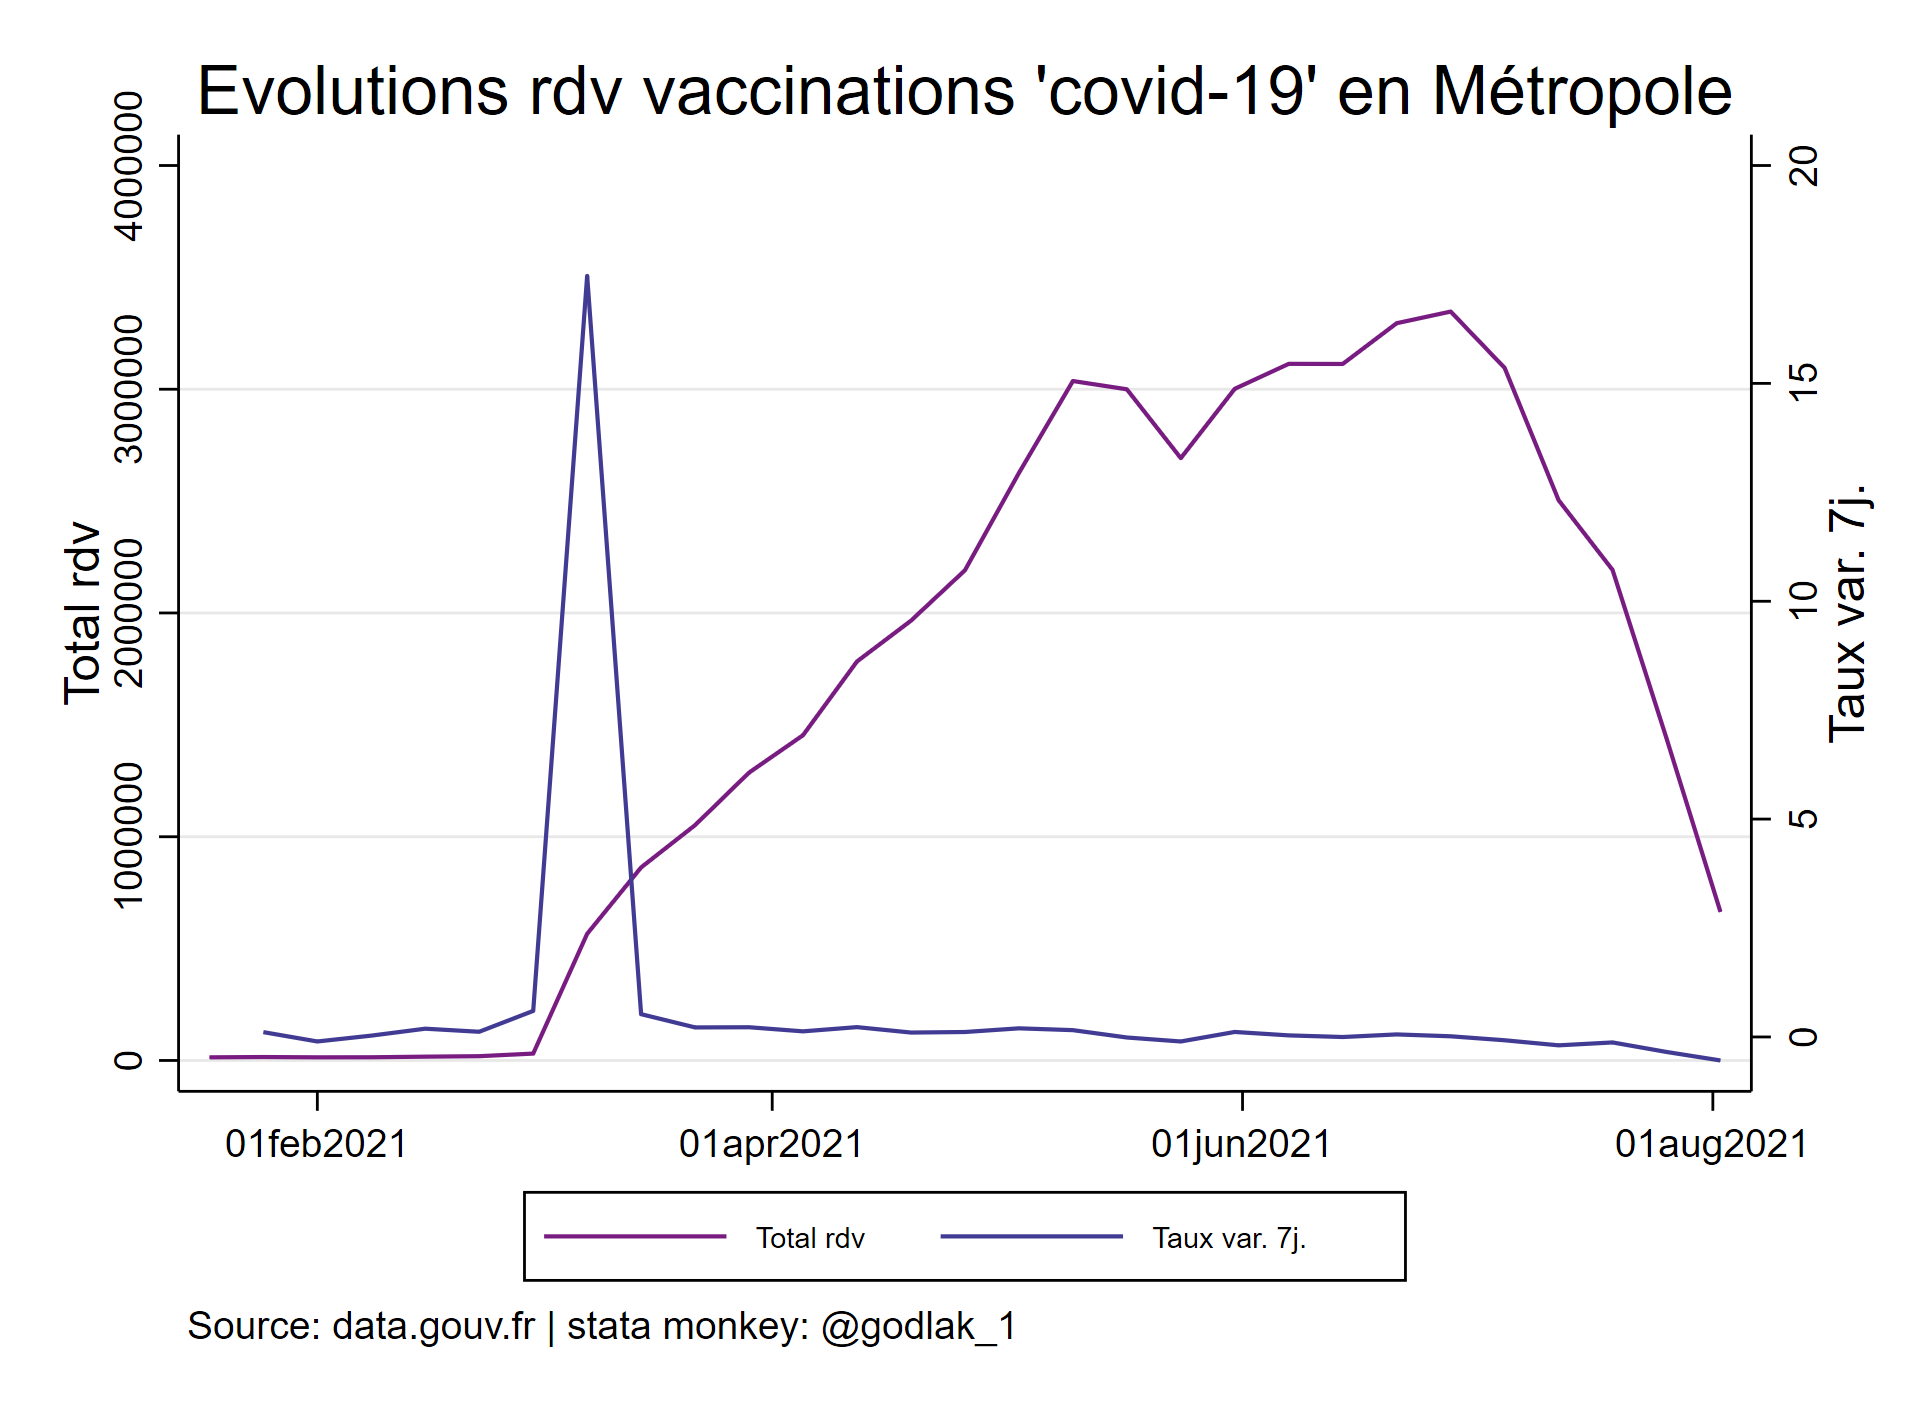 Evolutions rdv vaccinations 'covid-19' en Métropole
Total rdv
4000000
3000000
2000000
1000000
0
20
15
10
5
0
Taux var. 7j.
01feb2021
01apr2021
01jun2021
01aug2021
Total rdv
Taux var. 7j.
Source: data.gouv.fr | stata monkey: @godlak_1